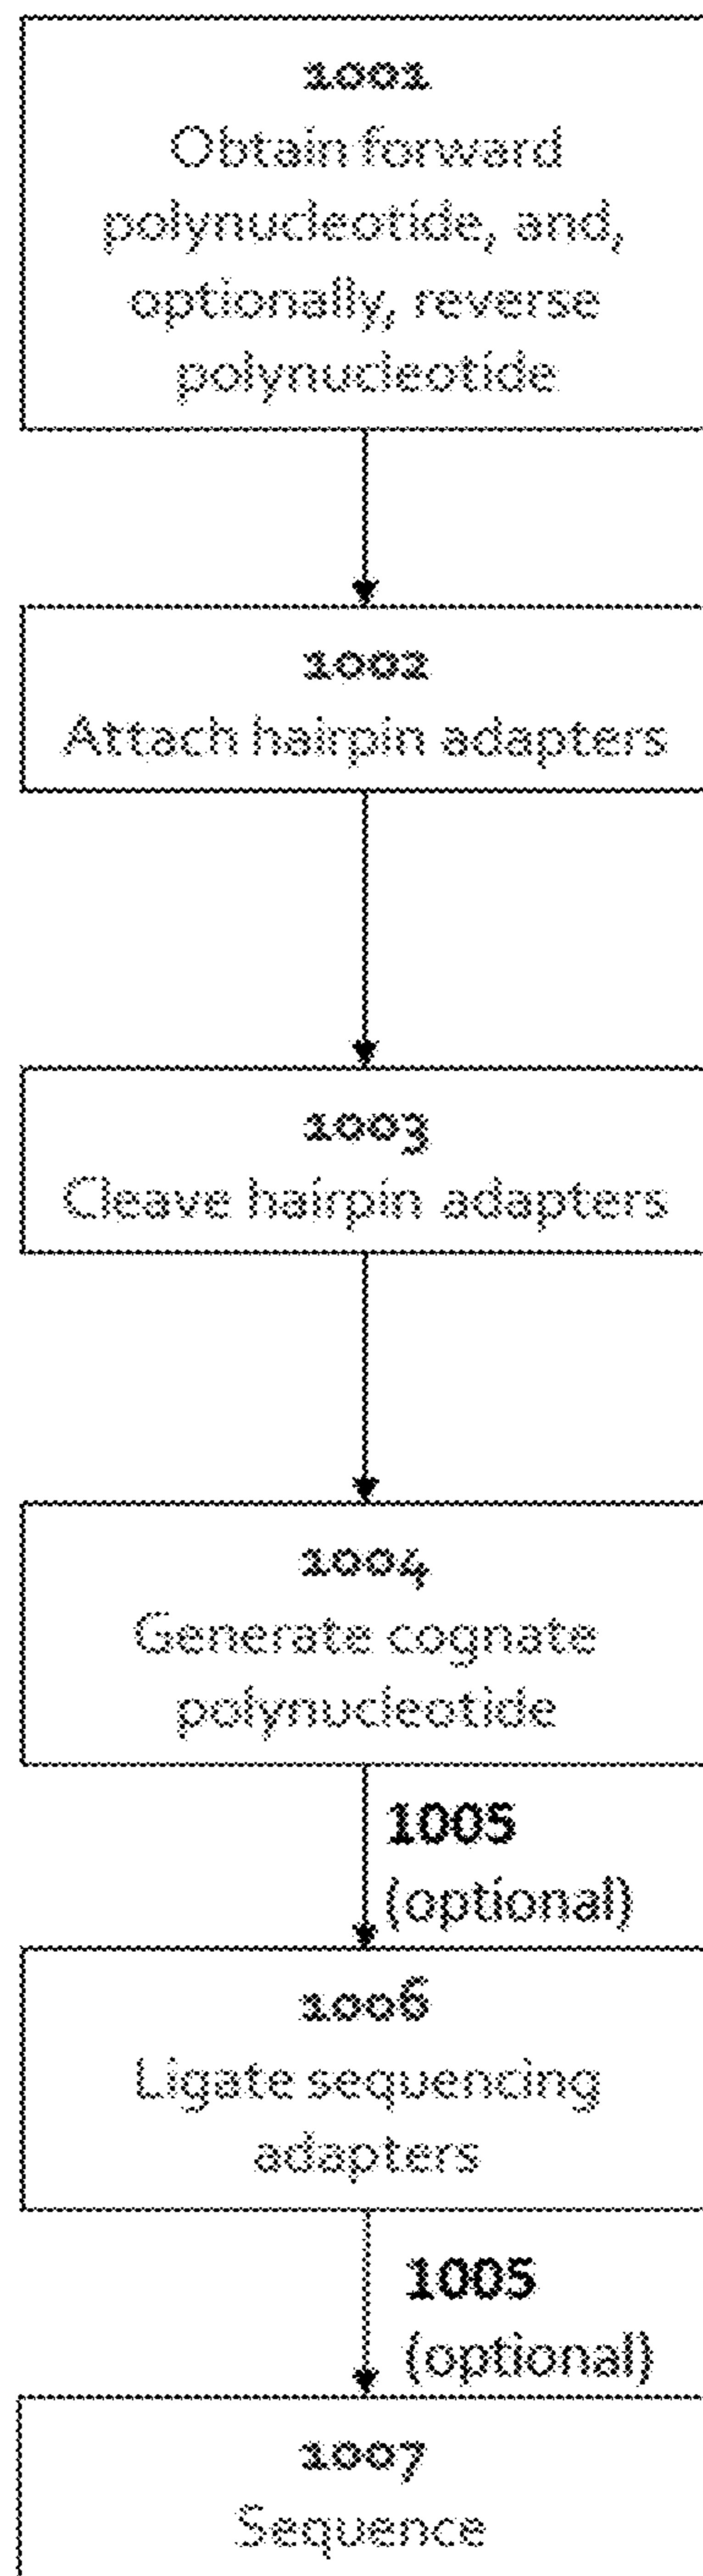 1001
Obtain forward
polynucleotide, and,
optionally, reverse
polynucleotide
1002
Attach hairpin adapters
1003
Cleave hairpin adapters
1004
Generate cognate
polynucleotide
1005
(optional)
1006
Ligate sequencing
adapters
1005
(optional)
1007
Sequence